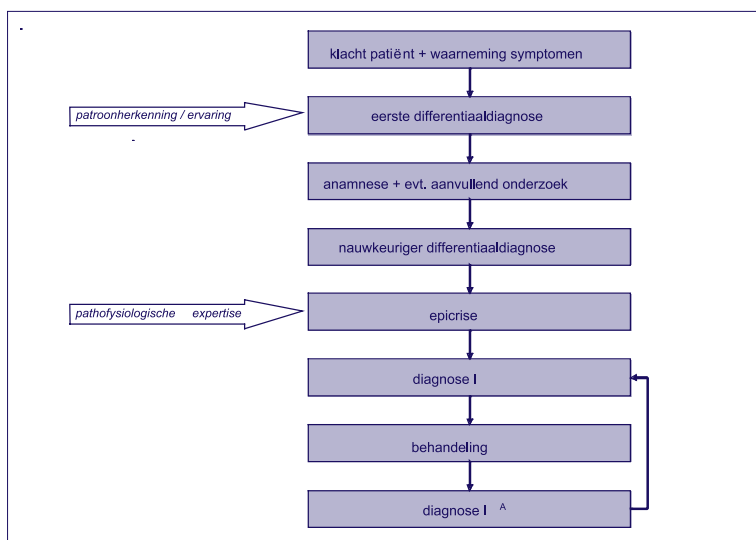 klacht patiënt + waarneming symptomen
patroonherkenning / ervaring
eerste differentiaaldiagnose
anamnese + evt. aanvullend onderzoek
nauwkeuriger differentiaaldiagnose
pathofysiologische expertise
epicrise
diagnose I
behandeling
diagnose I A